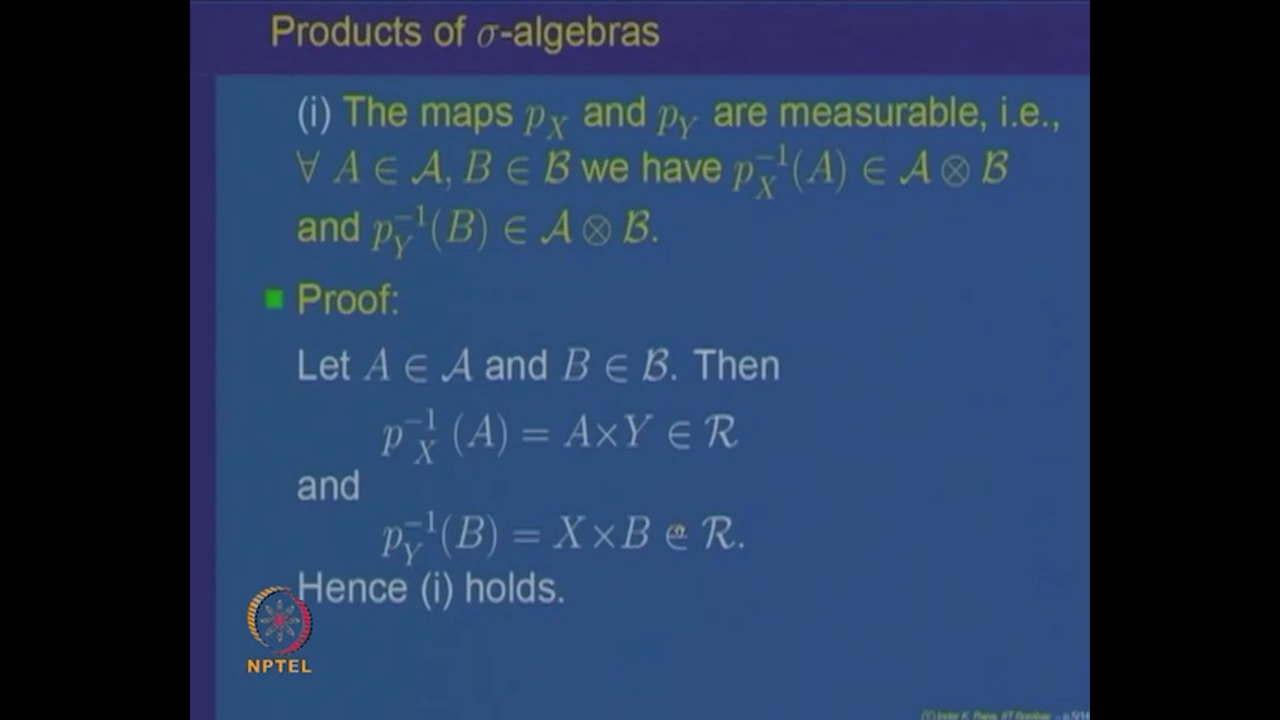 Products of σ-algebras
(i) The maps p_X and p_Y are measurable, i.e.,
∀ A ∈ 𝒜, B ∈ ℬ we have p_X^{-1}(A) ∈ 𝒜 ⊗ ℬ
and p_Y^{-1}(B) ∈ 𝒜 ⊗ ℬ.
Proof:
Let A ∈ 𝒜 and B ∈ ℬ. Then
p_X^{-1}(A) = A×Y ∈ ℛ
and
p_Y^{-1}(B) = X×B ∈ ℛ.
Hence (i) holds.
NPTEL